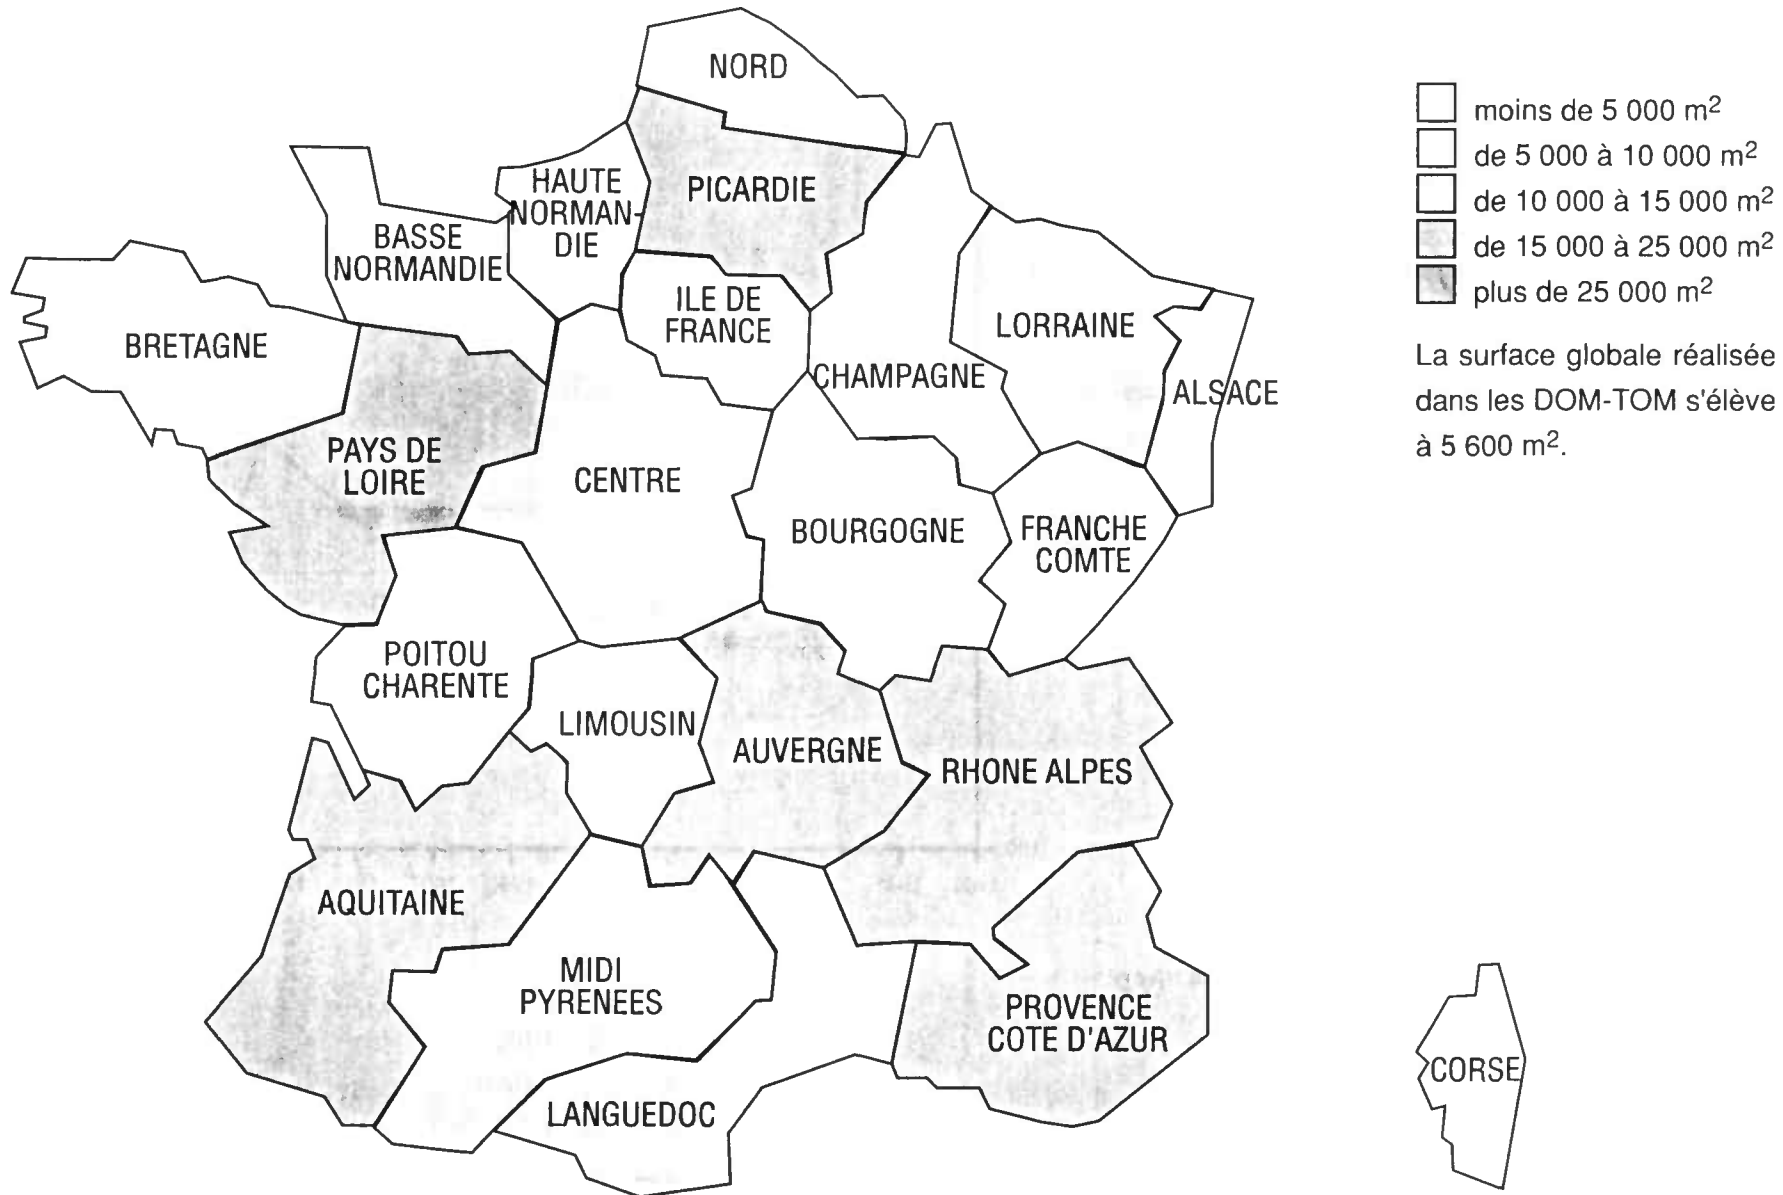 NORD
moins de 5 000 m²
de 5 000 à 10 000 m²
de 10 000 à 15 000 m²
de 15 000 à 25 000 m²
plus de 25 000 m²
La surface globale réalisée
dans les DOM-TOM s'élève
à 5 600 m².
HAUTE
NORMAN-
DIE
PICARDIE
BASSE
NORMANDIE
ILE DE
FRANCE
LORRAINE
BRETAGNE
CHAMPAGNE
ALSACE
PAYS DE
LOIRE
CENTRE
BOURGOGNE
FRANCHE
COMTE
POITOU
CHARENTE
LIMOUSIN
AUVERGNE
RHONE ALPES
AQUITAINE
MIDI
PYRENEES
PROVENCE
COTE D'AZUR
LANGUEDOC
CORSE